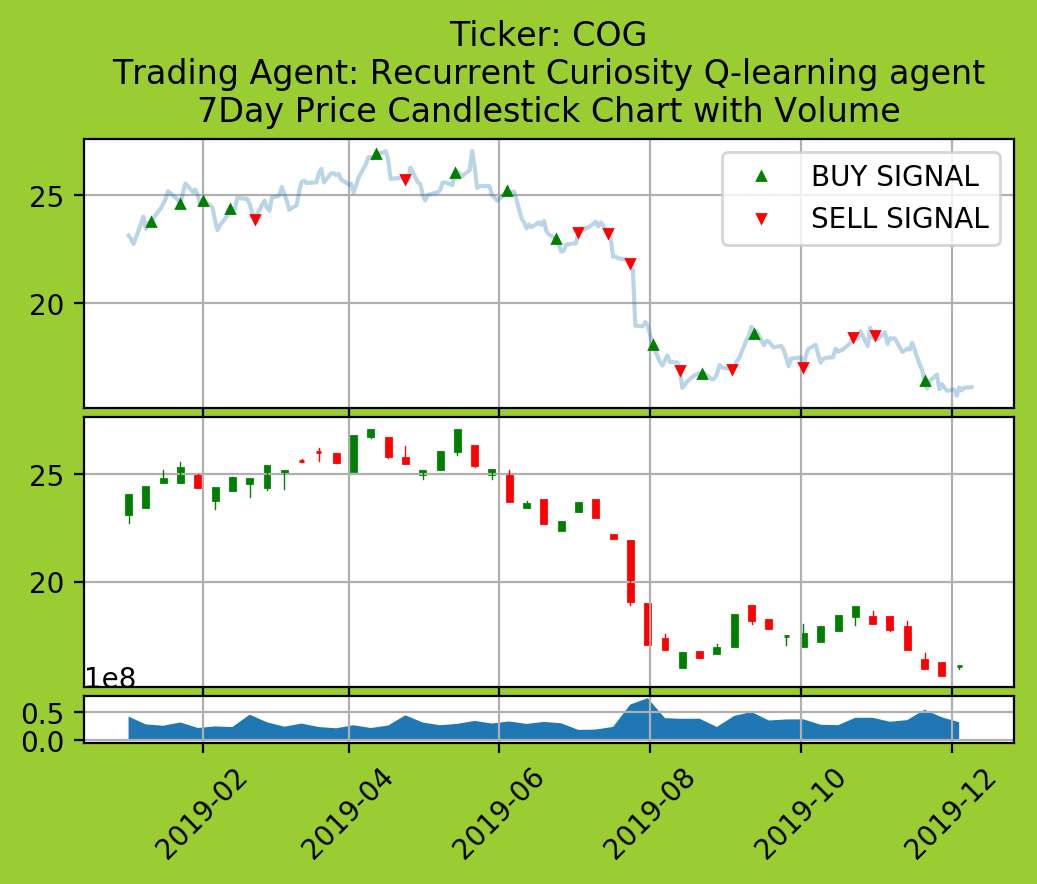 Ticker: COG
Trading Agent: Recurrent Curiosity Q-learning agent
7Day Price Candlestick Chart with Volume
25
20
BUY SIGNAL
SELL SIGNAL
25
20
1e8
0.5
0.0
2019-02
2019-04
2019-06
2019-08
2019-10
2019-12